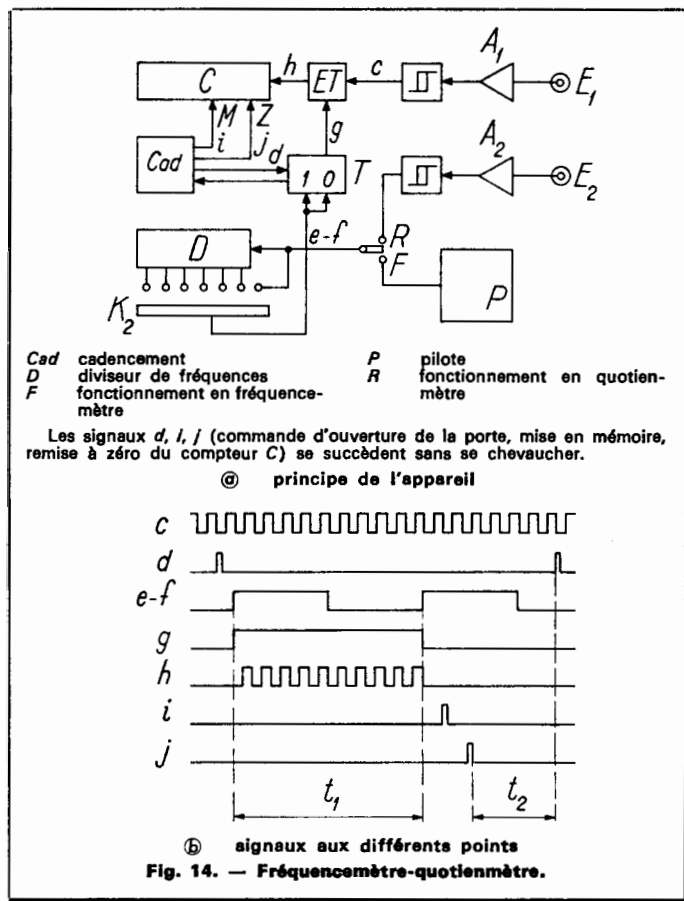 A₁
h ET c
C E₁
M Z g A₂
i j
d
Cad 1 0 T E₂
e-f R
D F
K₂ P
Cad cadencement
D diviseur de fréquences
F fonctionnement en fréquence-
mètre
P pilote
R fonctionnement en quotien-
mètre
Les signaux d, i, j (commande d'ouverture de la porte, mise en mémoire,
remise à zéro du compteur C) se succèdent sans se chevaucher.
ⓐ principe de l'appareil
c
d
e-f
g
h
i
j
t₁ t₂
ⓑ signaux aux différents points
Fig. 14. — Fréquencemètre-quotienmètre.